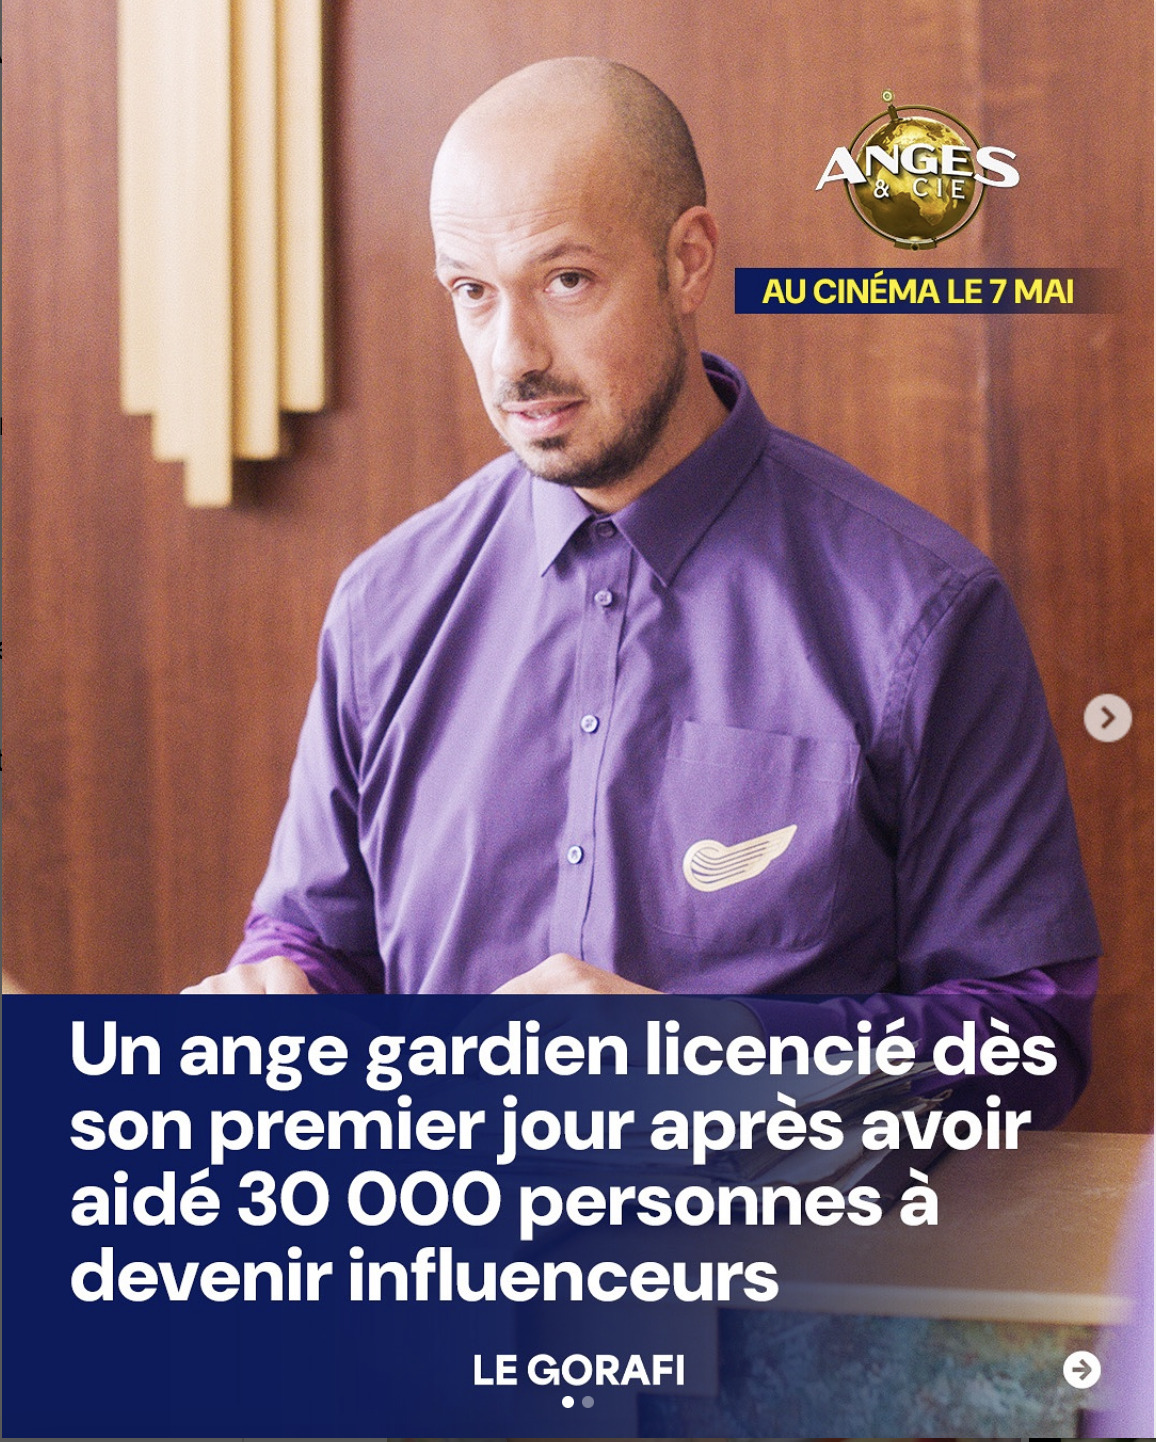 ANGES
& CIE
AU CINÉMA LE 7 MAI
Un ange gardien licencié dès
son premier jour après avoir
aidé 30 000 personnes à
devenir influenceurs
LE GORAFI